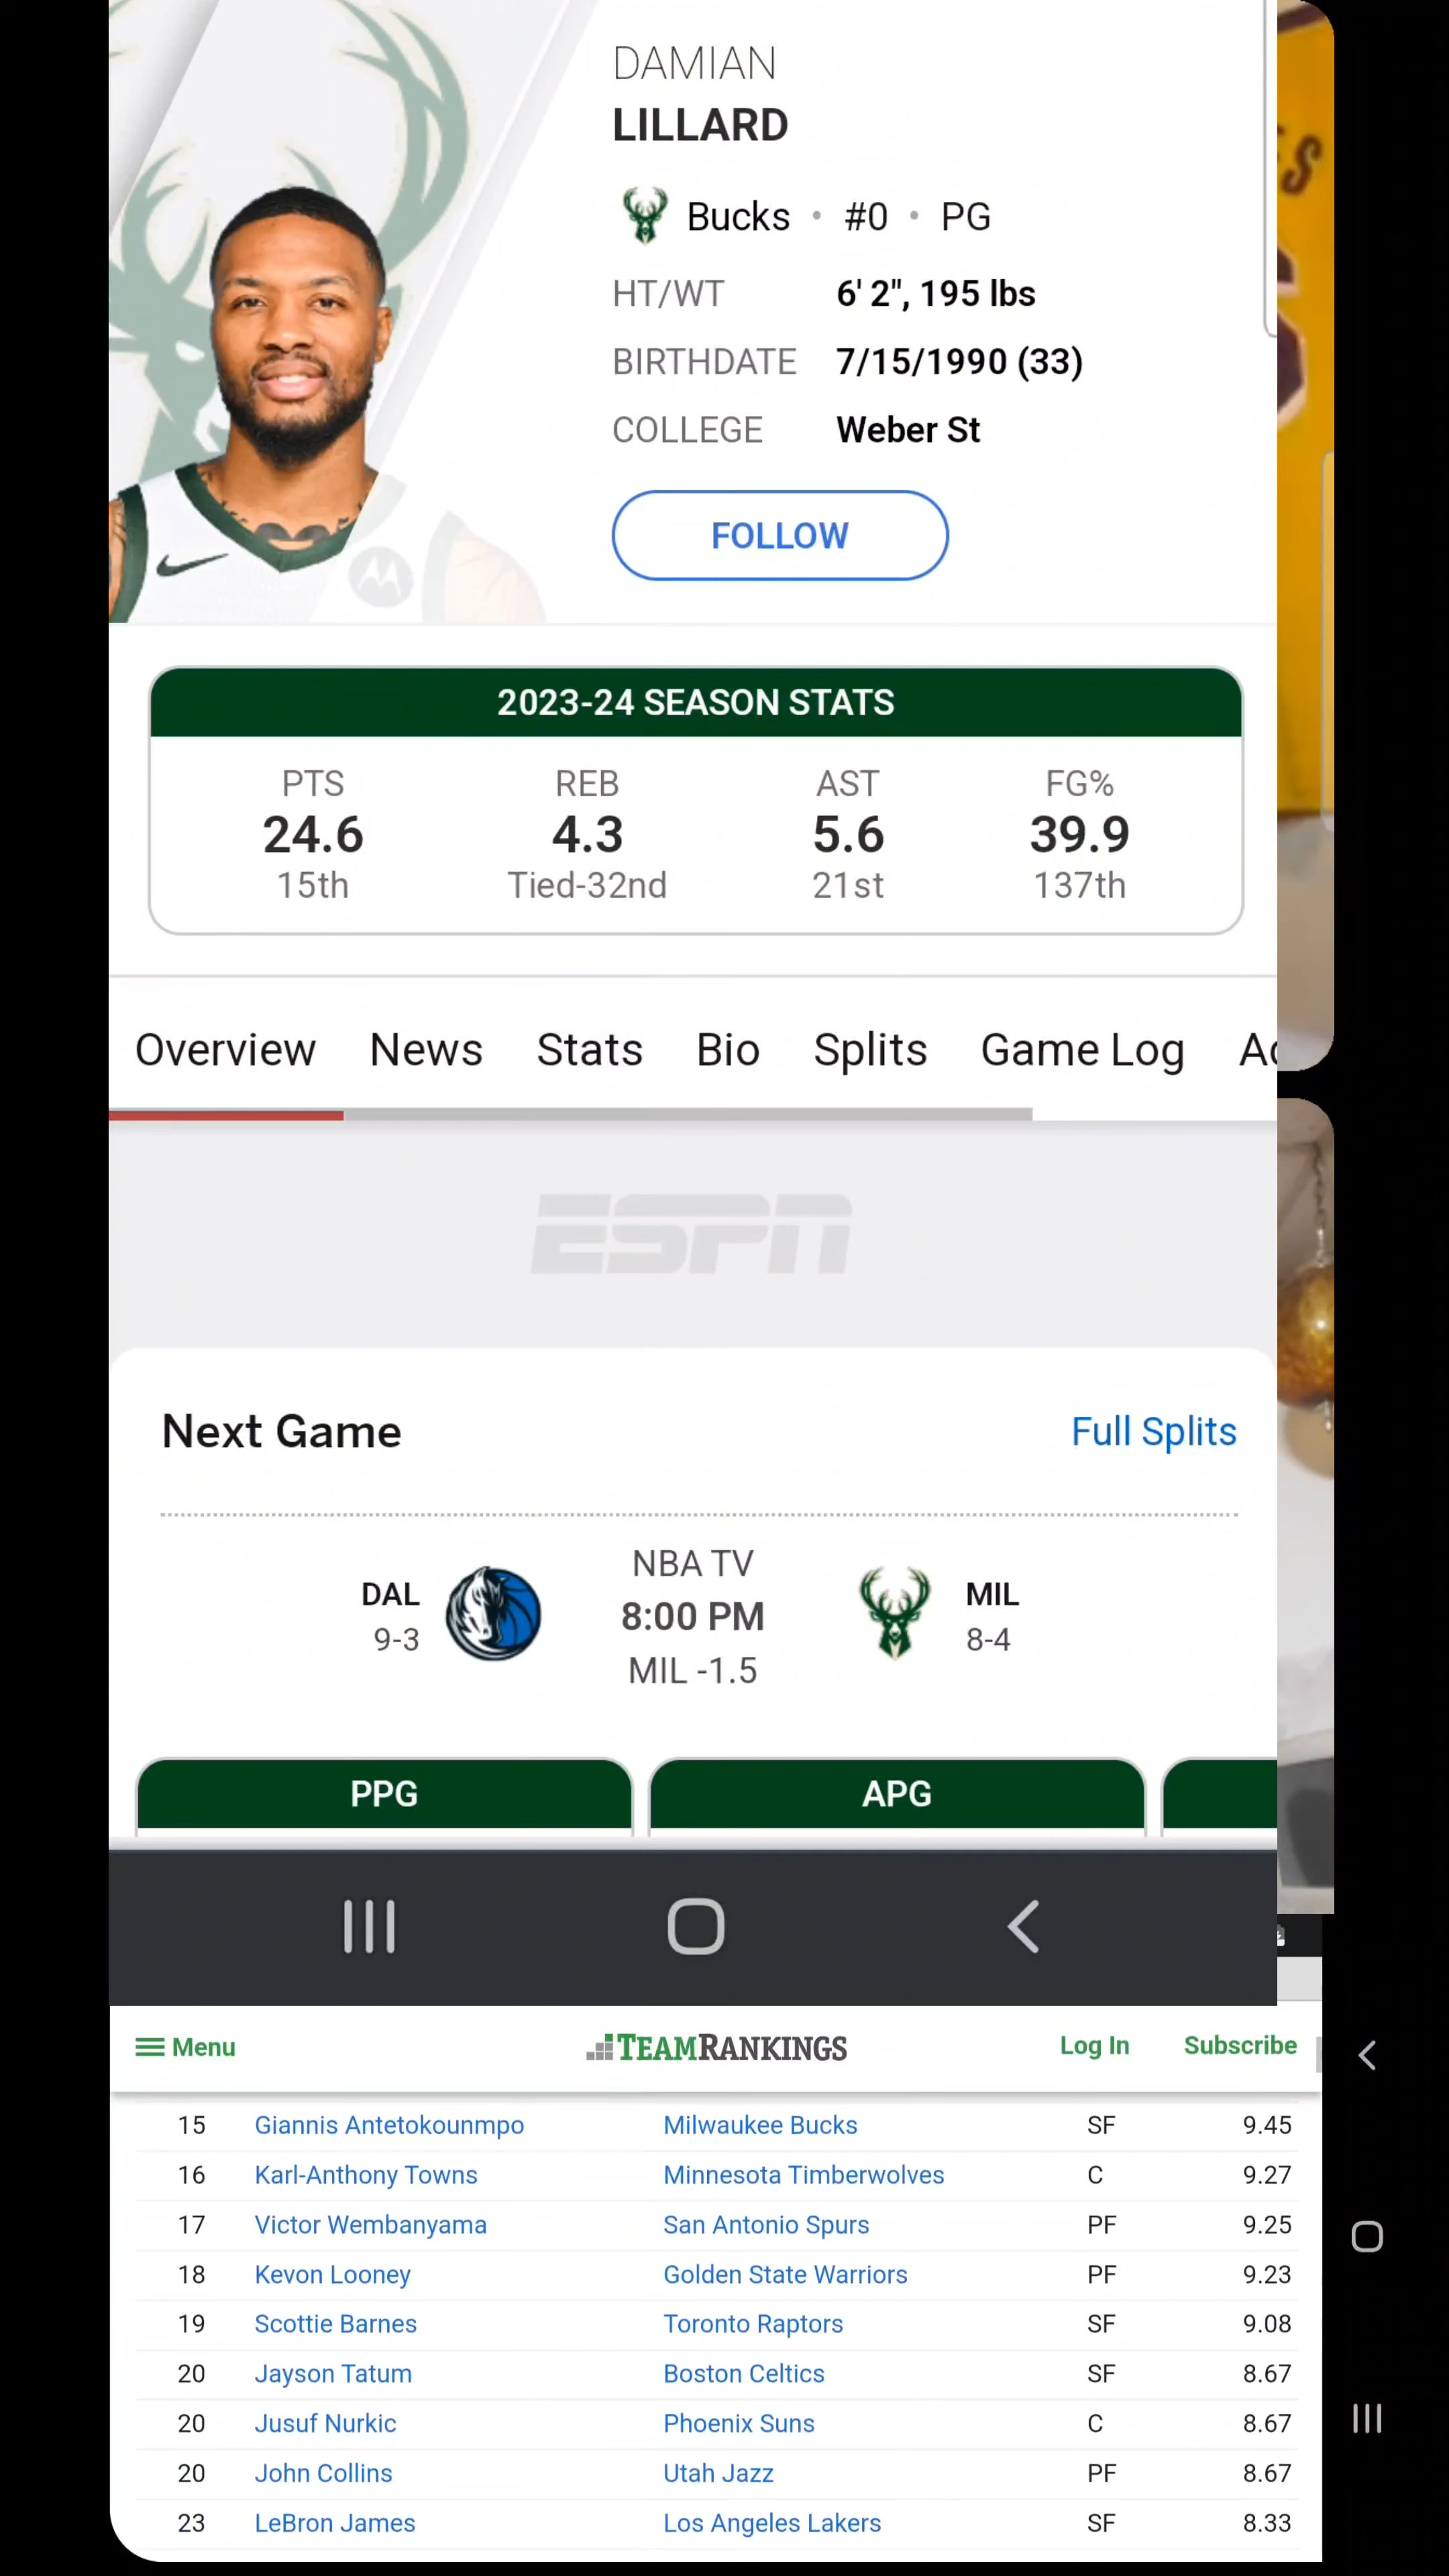 DAMIAN
LILLARD
Bucks • #0 • PG
HT/WT 6' 2", 195 lbs
BIRTHDATE 7/15/1990 (33)
COLLEGE Weber St
FOLLOW
2023-24 SEASON STATS
PTS REB AST FG%
24.6 4.3 5.6 39.9
15th Tied-32nd 21st 137th
Overview News Stats Bio Splits Game Log
ESPN
Next Game Full Splits
NBA TV
DAL 8:00 PM MIL
9-3 MIL -1.5 8-4
PPG APG
Menu TEAMRANKINGS Log In Subscribe
15 Giannis Antetokounmpo Milwaukee Bucks SF 9.45
16 Karl-Anthony Towns Minnesota Timberwolves C 9.27
17 Victor Wembanyama San Antonio Spurs PF 9.25
18 Kevon Looney Golden State Warriors PF 9.23
19 Scottie Barnes Toronto Raptors SF 9.08
20 Jayson Tatum Boston Celtics SF 8.67
20 Jusuf Nurkic Phoenix Suns C 8.67
20 John Collins Utah Jazz PF 8.67
23 LeBron James Los Angeles Lakers SF 8.33